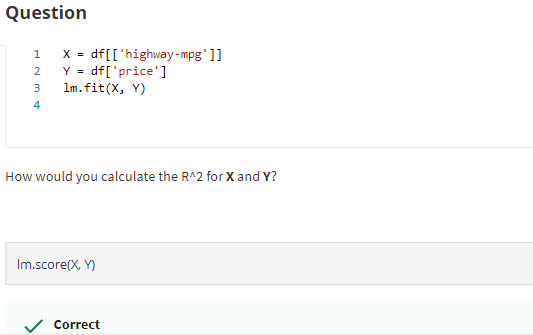 Question
1 X = df[['highway-mpg']]
2 Y = df['price']
3 lm.fit(X, Y)
4
How would you calculate the R^2 for X and Y?
lm.score(X, Y)
Correct